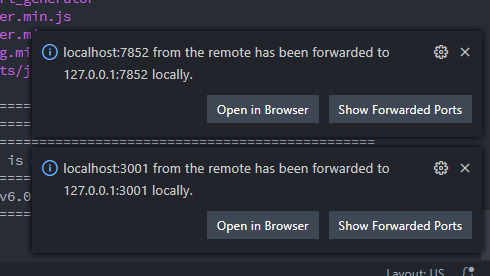 rt_generator
er.min.js
er.mi
g.mi
ts/j
localhost:7852 from the remote has been forwarded to
127.0.0.1:7852 locally.
Open in Browser
Show Forwarded Ports
====
====
================================================
is
====
v6.0
====
localhost:3001 from the remote has been forwarded to
127.0.0.1:3001 locally.
Open in Browser
Show Forwarded Ports
Layout: US